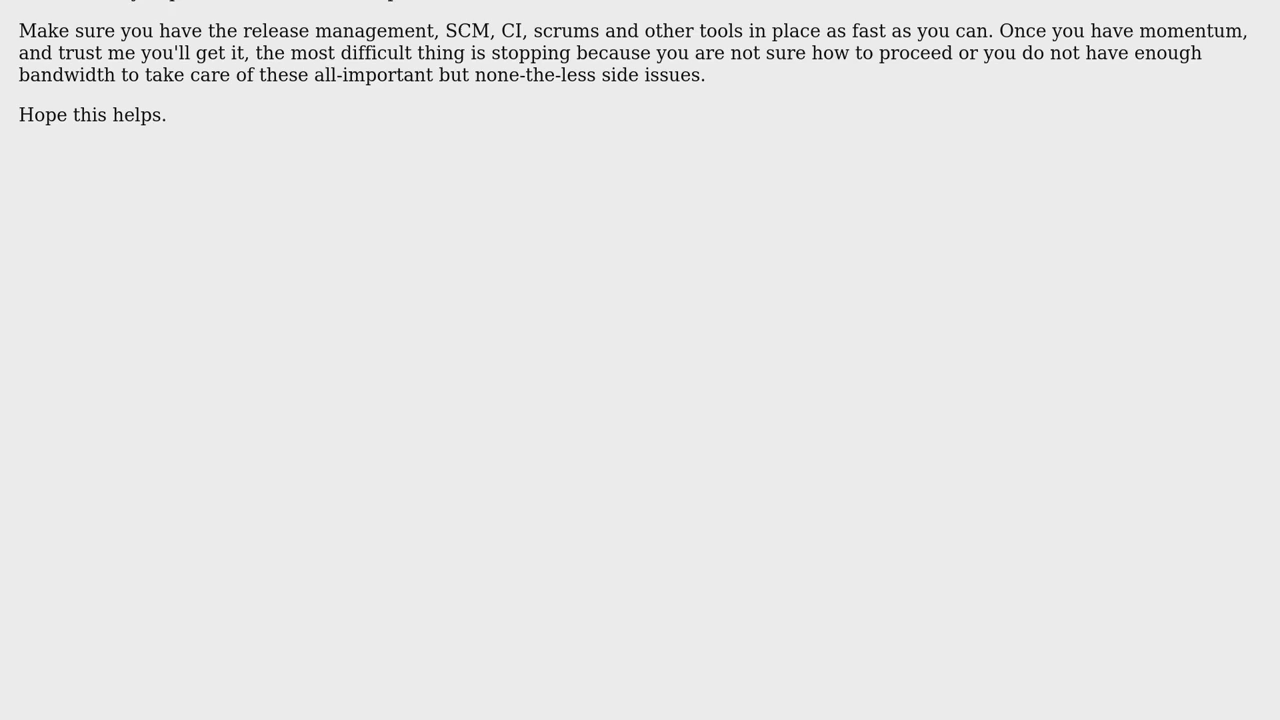 Make sure you have the release management, SCM, CI, scrums and other tools in place as fast as you can. Once you have momentum,
and trust me you'll get it, the most difficult thing is stopping because you are not sure how to proceed or you do not have enough
bandwidth to take care of these all-important but none-the-less side issues.
Hope this helps.